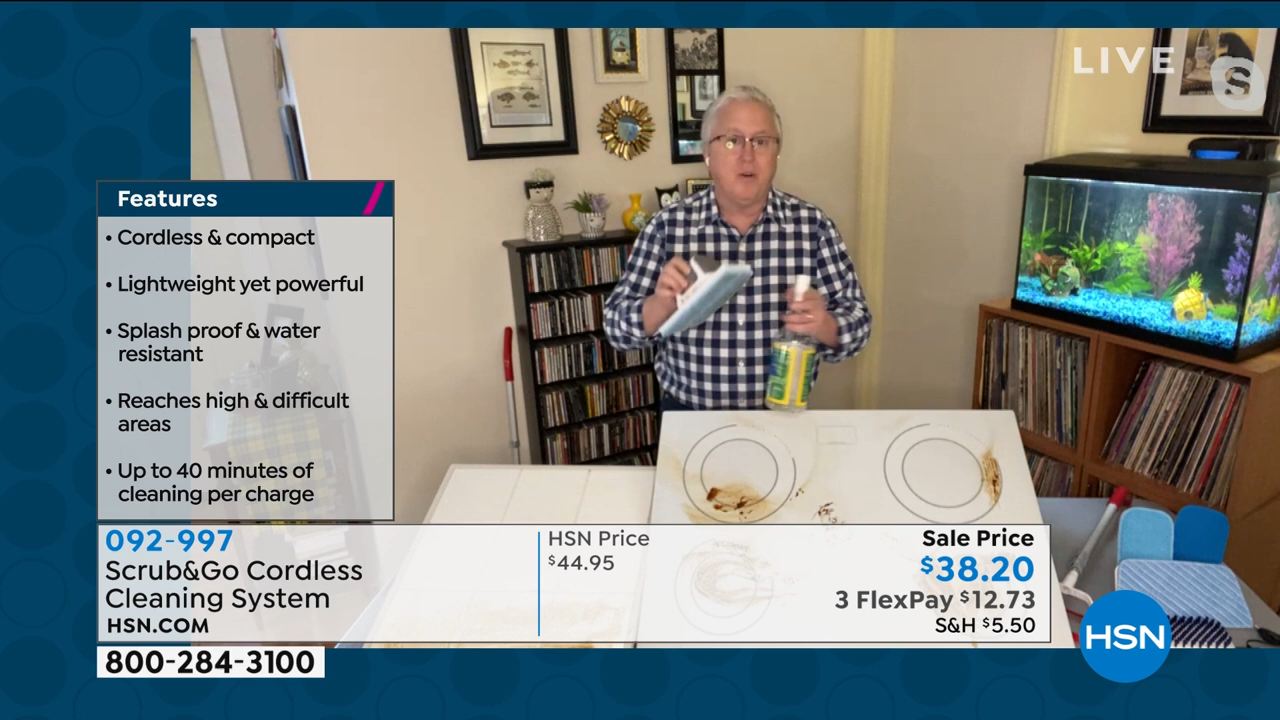 LIVE
S
Features
• Cordless & compact
• Lightweight yet powerful
• Splash proof & water
resistant
• Reaches high & difficult
areas
• Up to 40 minutes of
cleaning per charge
092-997
Scrub&Go Cordless
Cleaning System
HSN.COM
HSN Price
$44.95
Sale Price
$38.20
3 FlexPay $12.73
S&H $5.50
HSN
800-284-3100